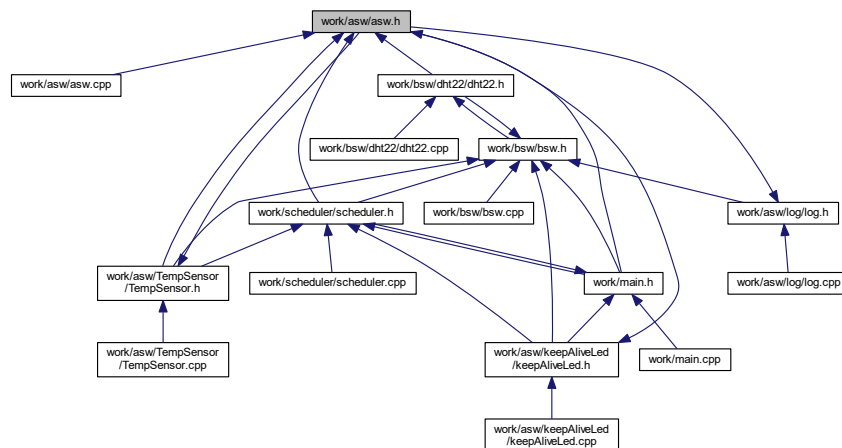 work/asw/asw.h
work/asw/asw.cpp
work/bsw/dht22/dht22.h
work/bsw/dht22/dht22.cpp
work/bsw/bsw.h
work/scheduler/scheduler.h
work/bsw/bsw.cpp
work/asw/log/log.h
work/asw/TempSensor
/TempSensor.h
work/scheduler/scheduler.cpp
work/main.h
work/asw/log/log.cpp
work/asw/TempSensor
/TempSensor.cpp
work/asw/keepAliveLed
/keepAliveLed.h
work/main.cpp
work/asw/keepAliveLed
/keepAliveLed.cpp